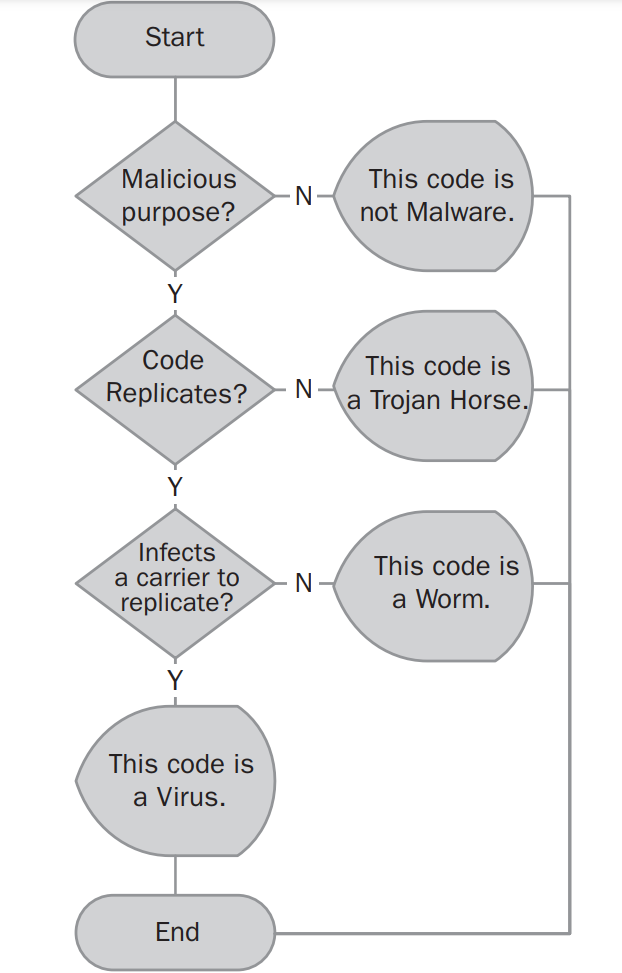 Start
Malicious
purpose?
N
This code is
not Malware.
Y
Code
Replicates?
N
This code is
a Trojan Horse.
Y
Infects
a carrier to
replicate?
N
This code is
a Worm.
Y
This code is
a Virus.
End